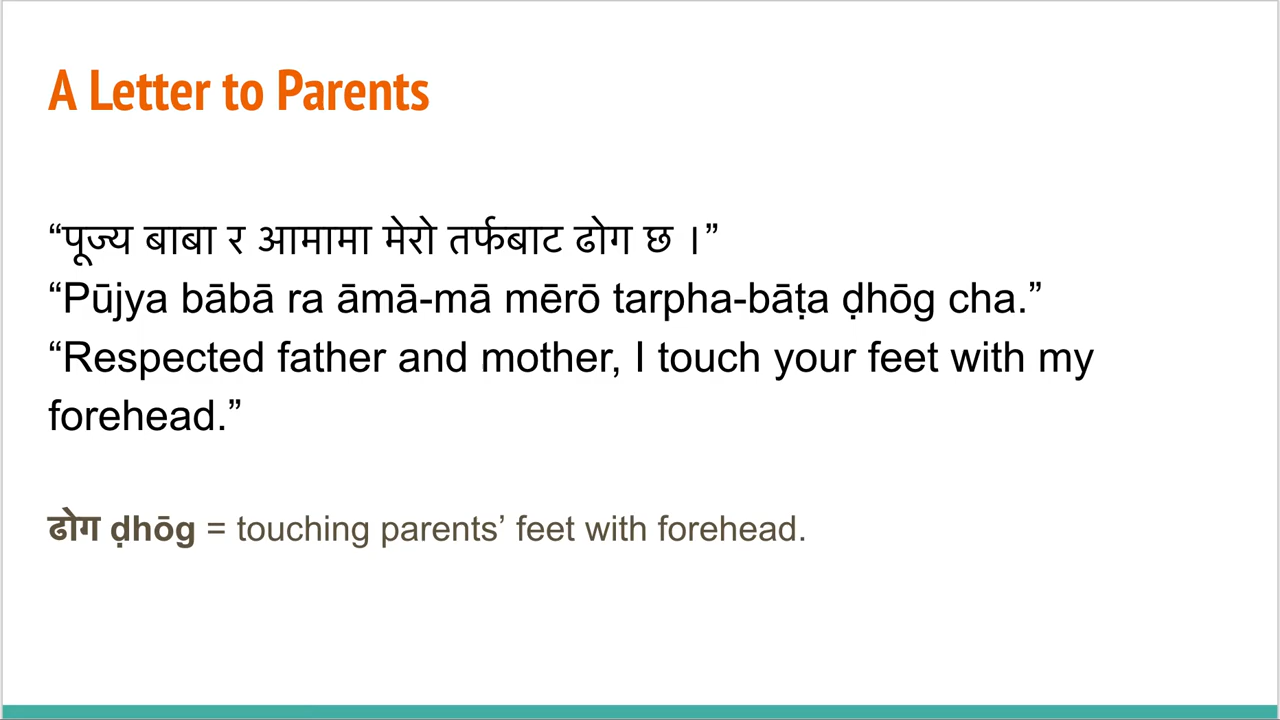 A Letter to Parents
“पूज्य बाबा र आमामा मेरो तर्फबाट ढोग छ ।”
“Pūjya bābā ra āmā-mā mērō tarpha-bāṭa ḍhōg cha.”
“Respected father and mother, I touch your feet with my
forehead.”
ढोग ḍhōg = touching parents’ feet with forehead.